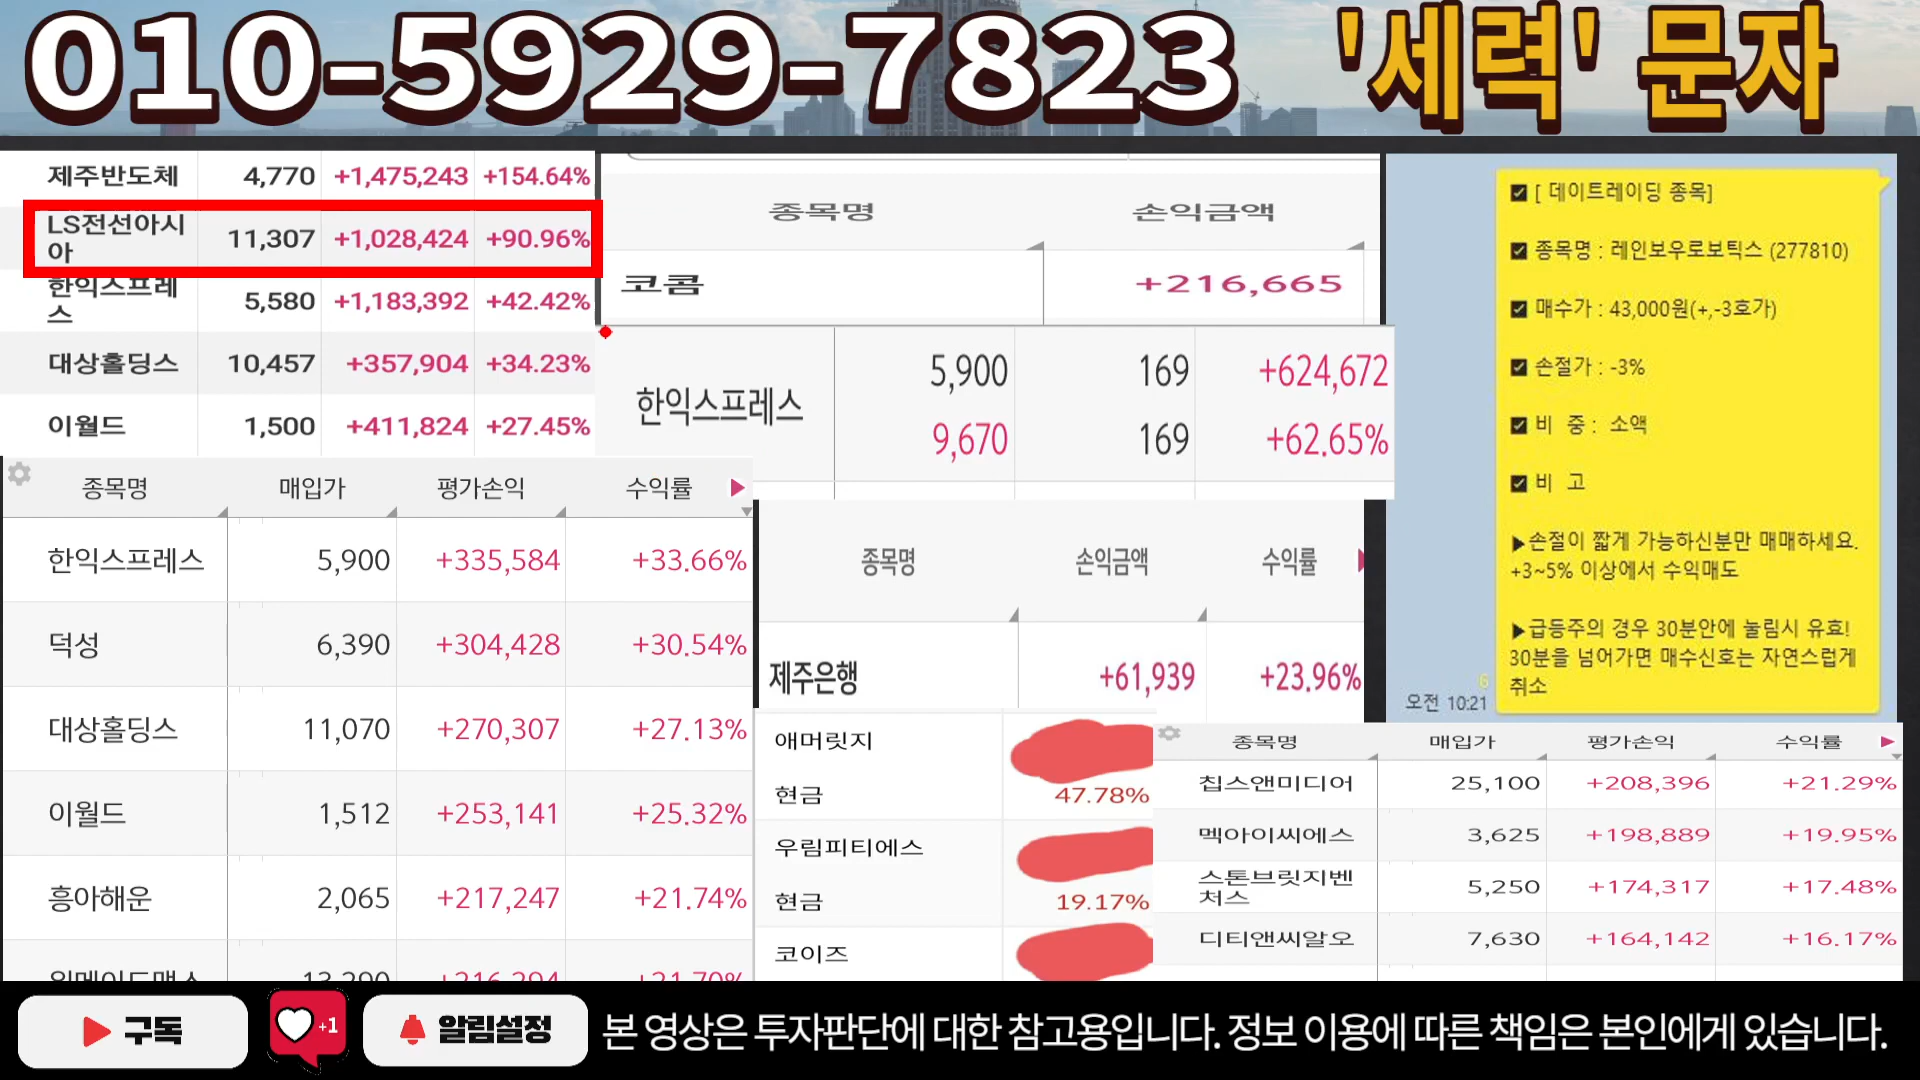 010-5929-7823 '세력' 문자
제주반도체 4,770 +1,475,243 +154.64%
LS전선아시아 11,307 +1,028,424 +90.96%
한익스프레스 5,580 +1,183,392 +42.42%
대상홀딩스 10,457 +357,904 +34.23%
이월드 1,500 +411,824 +27.45%
종목명 손익금액
코콤 +216,665
한익스프레스 5,900 169 +624,672
9,670 169 +62.65%
[ 데이트레이딩 종목]
종목명 : 레인보우로보틱스 (277810)
매수가 : 43,000원(+,-3호가)
손절가 : -3%
비 중 : 소액
비 고
▶손절이 짧게 가능하신분만 매매하세요.
+3~5% 이상에서 수익매도
▶급등주의 경우 30분안에 눌림시 유효!
30분을 넘어가면 매수신호는 자연스럽게
취소
6
오전 10:21
종목명 매입가 평가손익 수익률
한익스프레스 5,900 +335,584 +33.66%
덕성 6,390 +304,428 +30.54%
대상홀딩스 11,070 +270,307 +27.13%
이월드 1,512 +253,141 +25.32%
흥아해운 2,065 +217,247 +21.74%
위메이드맥스 13,290 +216,294 +21.70%
종목명 손익금액 수익률
제주은행 +61,939 +23.96%
애머릿지
현금 47.78%
우림피티에스
현금 19.17%
코이즈
종목명 매입가 평가손익 수익률
칩스앤미디어 25,100 +208,396 +21.29%
멕아이씨에스 3,625 +198,889 +19.95%
스톤브릿지벤처스 5,250 +174,317 +17.48%
디티앤씨알오 7,630 +164,142 +16.17%
구독 +1 알림설정 본 영상은 투자판단에 대한 참고용입니다. 정보 이용에 따른 책임은 본인에게 있습니다.